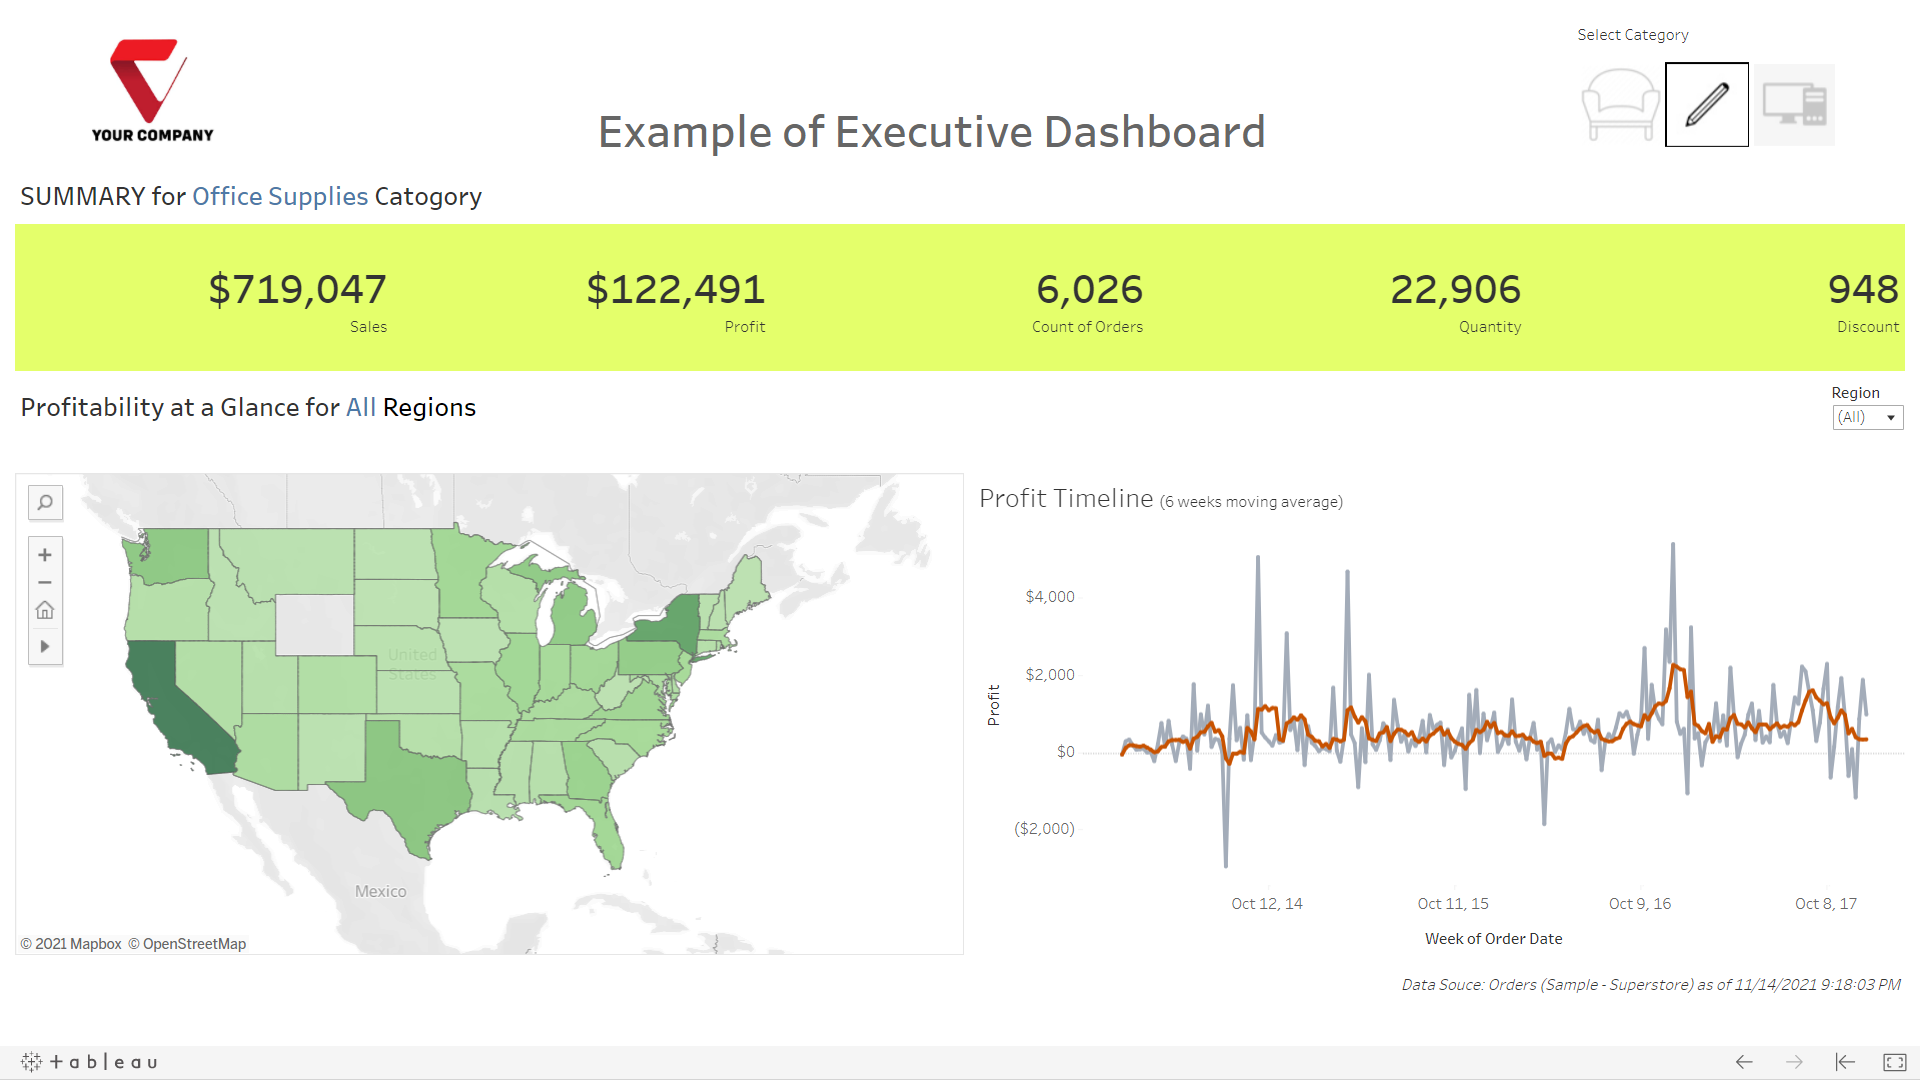 Select Category
YOUR COMPANY
Example of Executive Dashboard
SUMMARY for Office Supplies Catogory
$719,047
Sales
$122,491
Profit
6,026
Count of Orders
22,906
Quantity
948
Discount
Profitability at a Glance for All Regions
Region
(All)
United
States
Mexico
© 2021 Mapbox © OpenStreetMap
Profit Timeline (6 weeks moving average)
Profit
$4,000
$2,000
$0
($2,000)
Oct 12, 14
Oct 11, 15
Oct 9, 16
Oct 8, 17
Week of Order Date
Data Souce: Orders (Sample - Superstore) as of 11/14/2021 9:18:03 PM
+ableau